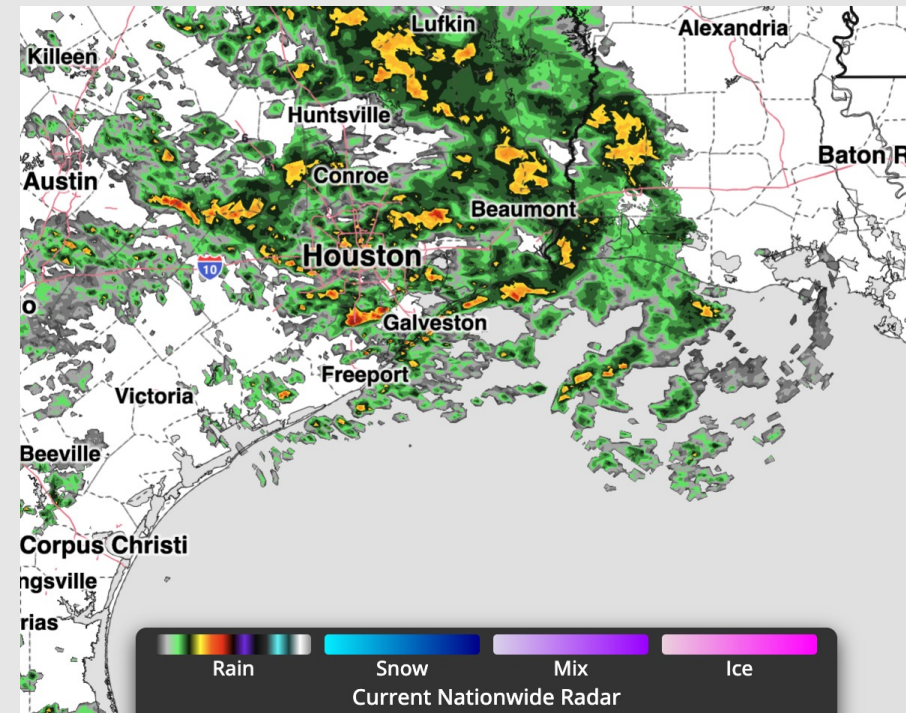 Lufkin
Alexandria
Killeen
Huntsville
Baton R
Conroe
Austin
Beaumont
Houston
10
o
Galveston
Freeport
Victoria
Beeville
Corpus Christi
ngsville
rias
Rain
Snow
Mix
Ice
Current Nationwide Radar